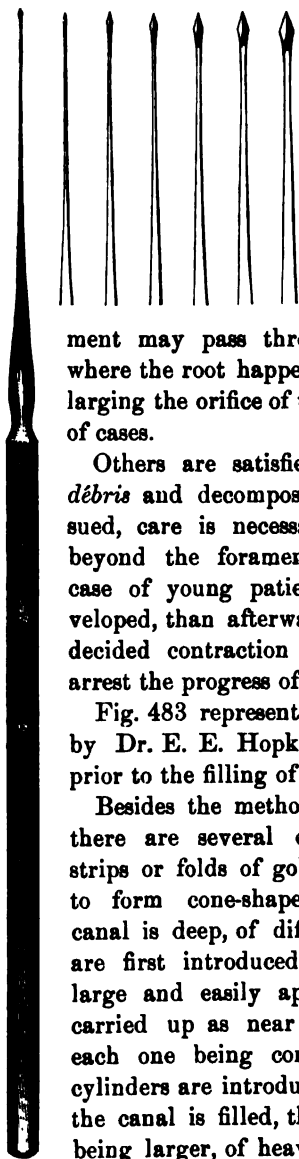 ment may pass thr
where the root happe
larging the orifice of
of cases.
Others are satisfie
débris and decompos
sued, care is necess
beyond the foramen
case of young patie
veloped, than afterwa
decided contraction
arrest the progress of
Fig. 483 represent
by Dr. E. E. Hopk
prior to the filling of
Besides the metho
there are several
strips or folds of go
to form cone-shape
canal is deep, of dif
are first introduced
large and easily ap
carried up as near
each one being con
cylinders are introdu
the canal is filled, th
being larger, of heav